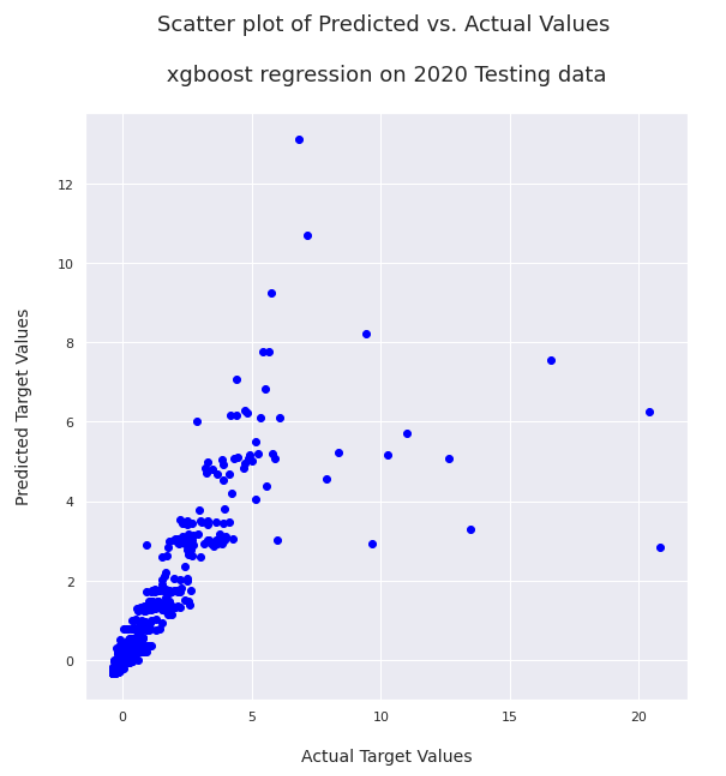 Scatter plot of Predicted vs. Actual Values
xgboost regression on 2020 Testing data
12
10
8
6
4
2
0
Predicted Target Values
0 5 10 15 20
Actual Target Values